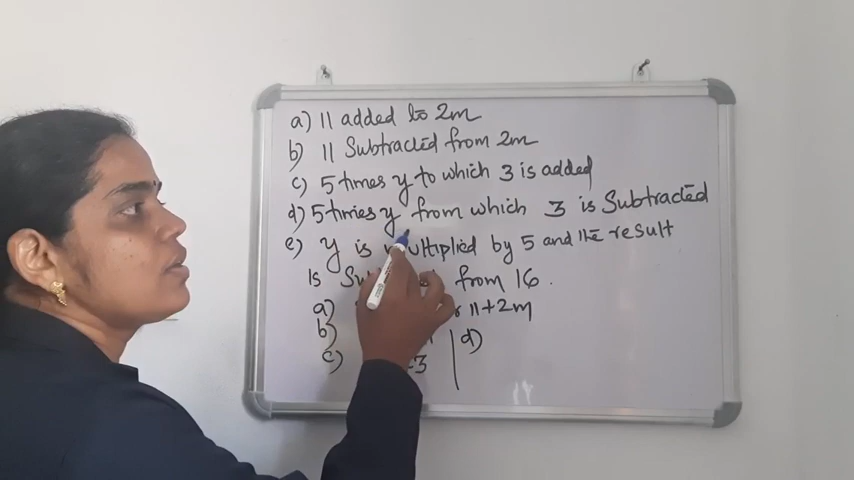 a) 11 added to 2m
b) 11 Subtracted from 2m
c) 5 times y to which 3 is added
d) 5 times y from which 3 is Subtracted
e) y is multiplied by 5 and the result
Is from 16.
a) 11+2m
b)
c) 3 d)